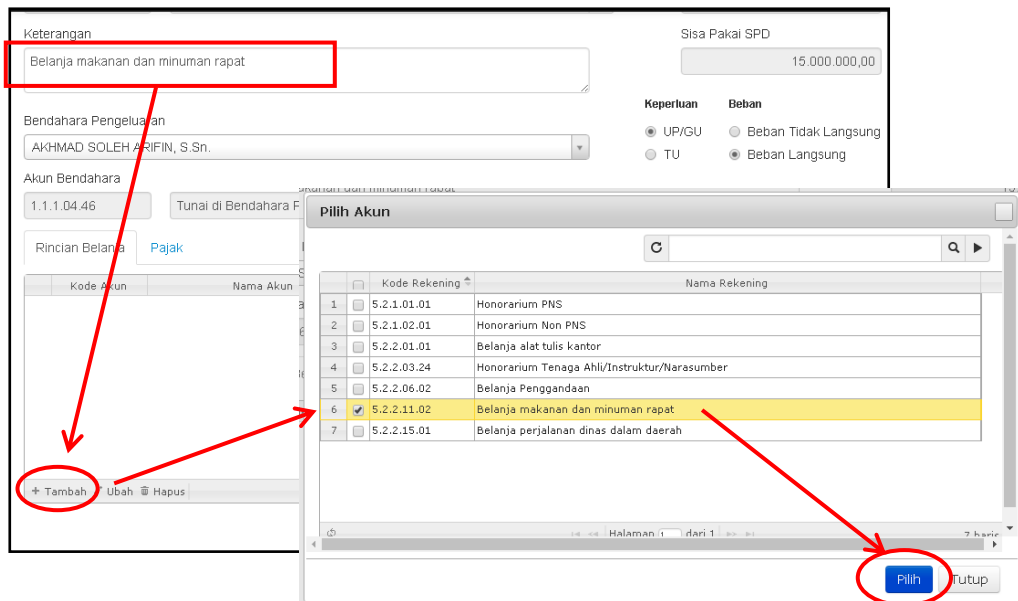 Keterangan
Sisa Pakai SPD
Belanja makanan dan minuman rapat
15.000.000,00
Keperluan Beban
Bendahara Pengeluaran
UP/GU Beban Tidak Langsung
AKHMAD SOLEH ARIFIN, S.Sn.
TU Beban Langsung
Akun Bendahara
1.1.1.04.46 Tunai di Bendahara
Pilih Akun
Rincian Belanja Pajak
Kode Akun Nama Akun
Kode Rekening Nama Rekening
1 5.2.1.01.01 Honorarium PNS
2 5.2.1.02.01 Honorarium Non PNS
3 5.2.2.01.01 Belanja alat tulis kantor
4 5.2.2.03.24 Honorarium Tenaga Ahli/Instruktur/Narasumber
5 5.2.2.06.02 Belanja Penggandaan
6 5.2.2.11.02 Belanja makanan dan minuman rapat
7 5.2.2.15.01 Belanja perjalanan dinas dalam daerah
+ Tambah Ubah Hapus
Halaman 1 dari 1 7 baris
Pilih Tutup